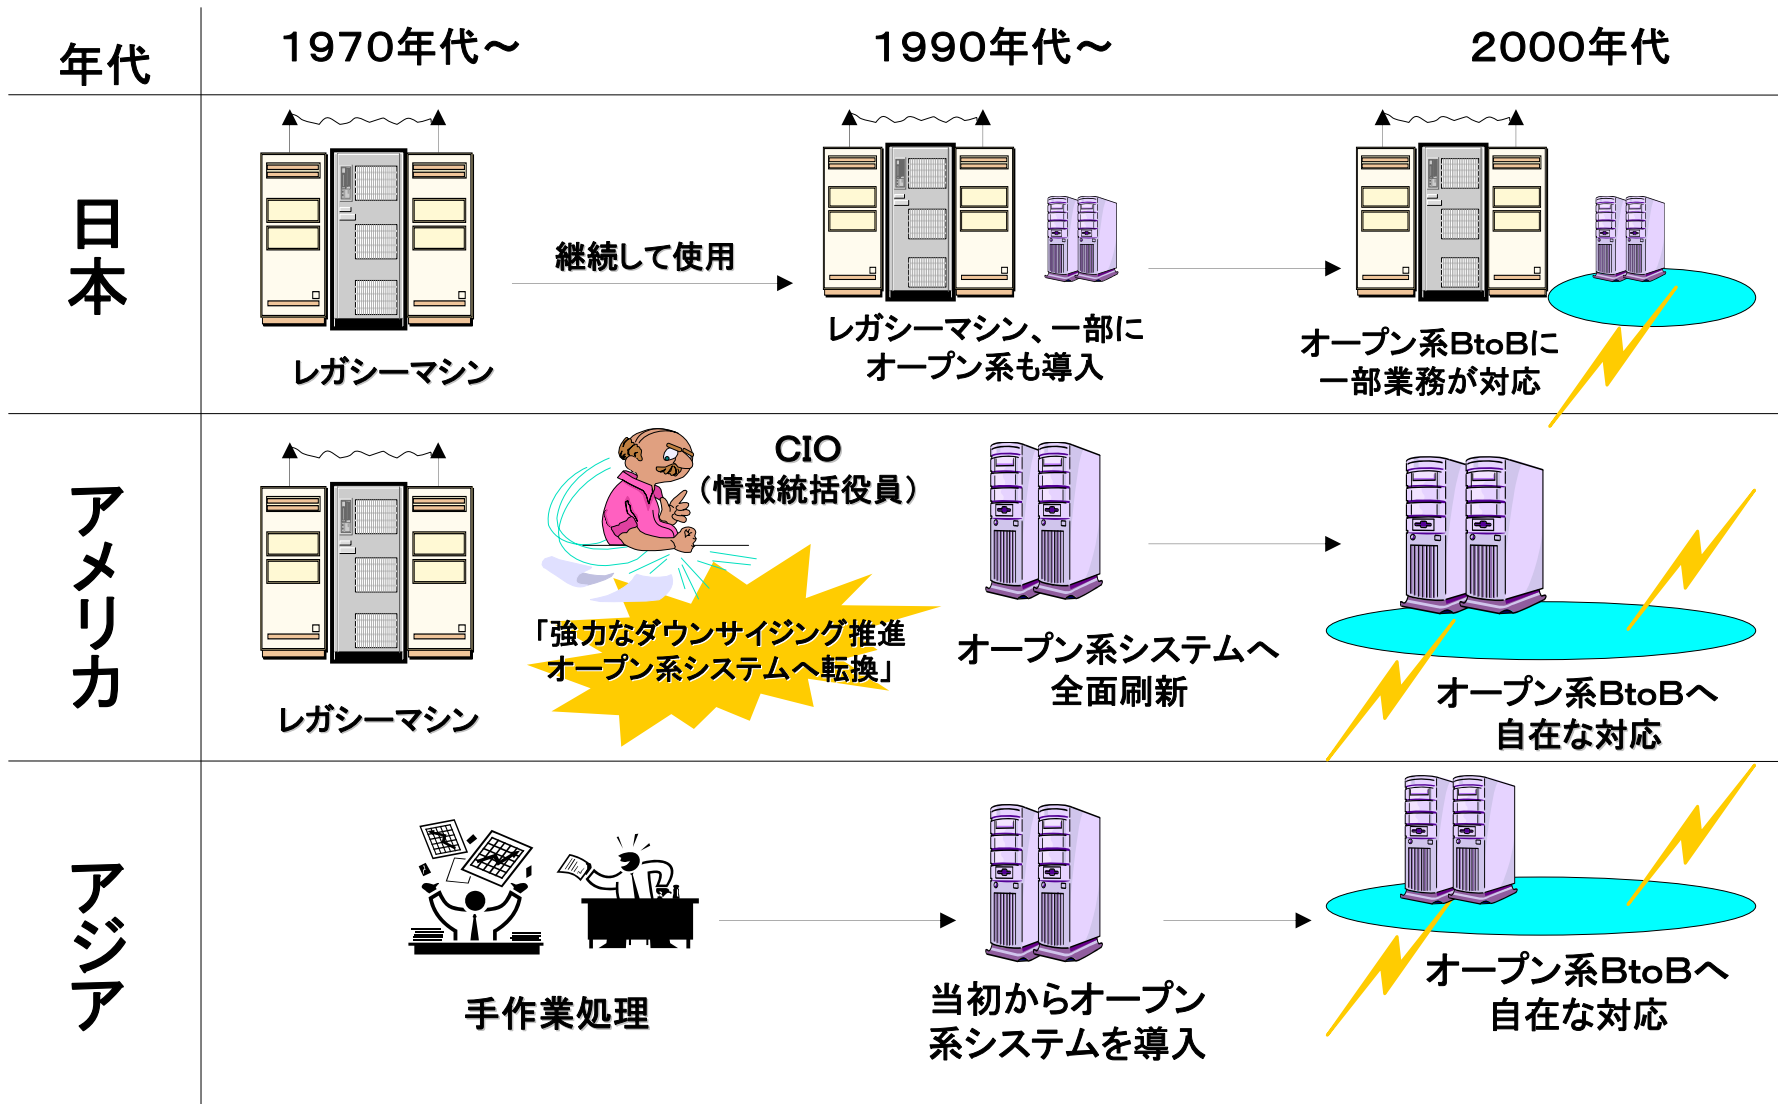 年代
1970年代～
1990年代～
2000年代
日本
レガシーマシン
継続して使用
レガシーマシン、一部に
オープン系も導入
オープン系BtoBに
一部業務が対応
アメリカ
レガシーマシン
CIO
（情報統括役員）
「強力なダウンサイジング推進
オープン系システムへ転換」
オープン系システムへ
全面刷新
オープン系BtoBへ
自在な対応
アジア
手作業処理
当初からオープン
系システムを導入
オープン系BtoBへ
自在な対応